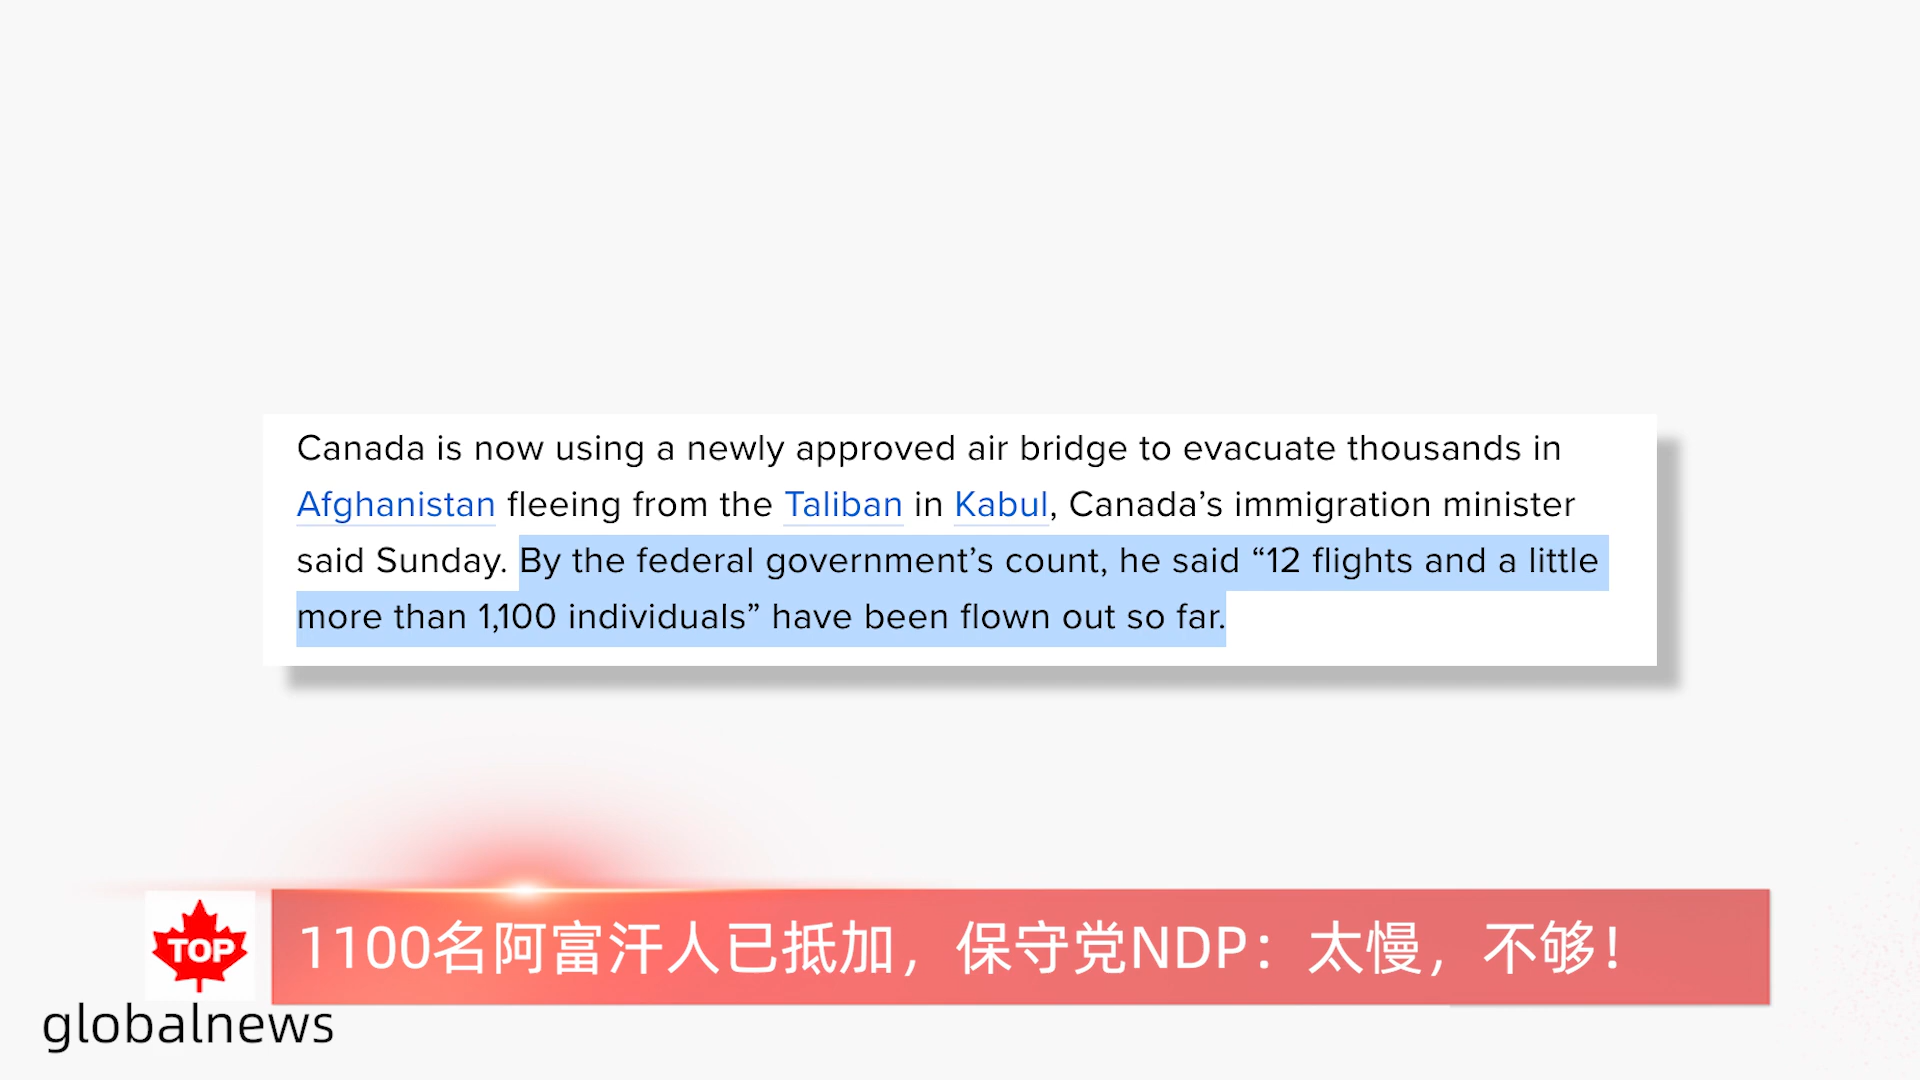 Canada is now using a newly approved air bridge to evacuate thousands in
Afghanistan fleeing from the Taliban in Kabul, Canada’s immigration minister
said Sunday. By the federal government’s count, he said “12 flights and a little
more than 1,100 individuals” have been flown out so far.
TOP
1100名阿富汗人已抵加，保守党NDP：太慢，不够！
globalnews